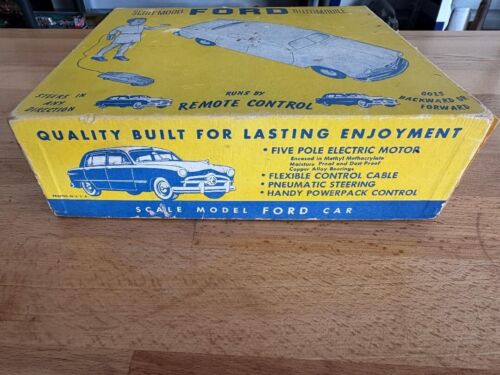 SCALE MODEL FORD AUTOMOBILE
STEERS IN
ANY
DIRECTION
RUNS BY
REMOTE CONTROL
GOES
BACKWARD OR
FORWARD
QUALITY BUILT FOR LASTING ENJOYMENT
• FIVE POLE ELECTRIC MOTOR
Encased in Methyl Methacrylate
Moisture Proof and Dust Proof
Copper Alloy Bearings
• FLEXIBLE CONTROL CABLE
• PNEUMATIC STEERING
• HANDY POWERPACK CONTROL
PRINTED IN U.S.A.
SCALE MODEL FORD CAR